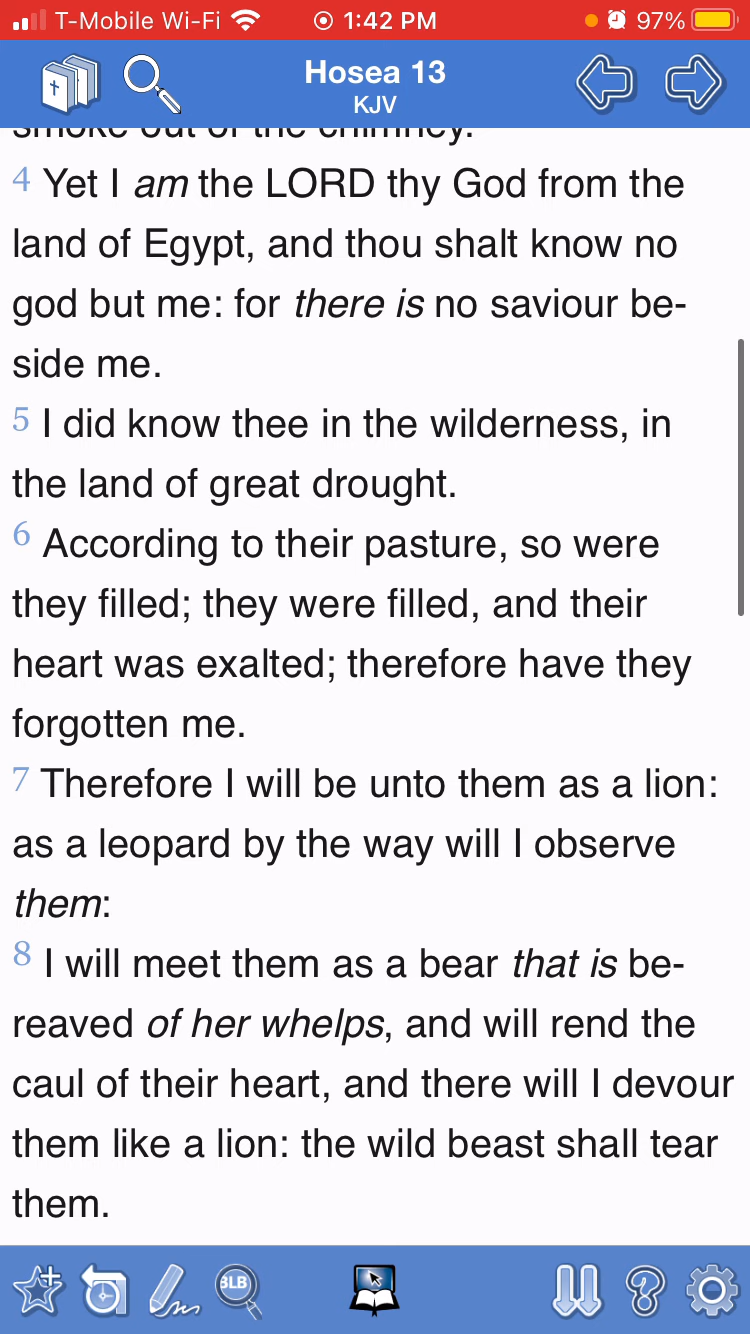 T-Mobile Wi-Fi 1:42 PM 97%
Hosea 13
KJV
smoke out of the chimney.
4 Yet I am the LORD thy God from the
land of Egypt, and thou shalt know no
god but me: for there is no saviour be-
side me.
5 I did know thee in the wilderness, in
the land of great drought.
6 According to their pasture, so were
they filled; they were filled, and their
heart was exalted; therefore have they
forgotten me.
7 Therefore I will be unto them as a lion:
as a leopard by the way will I observe
them:
8 I will meet them as a bear that is be-
reaved of her whelps, and will rend the
caul of their heart, and there will I devour
them like a lion: the wild beast shall tear
them.
BLB